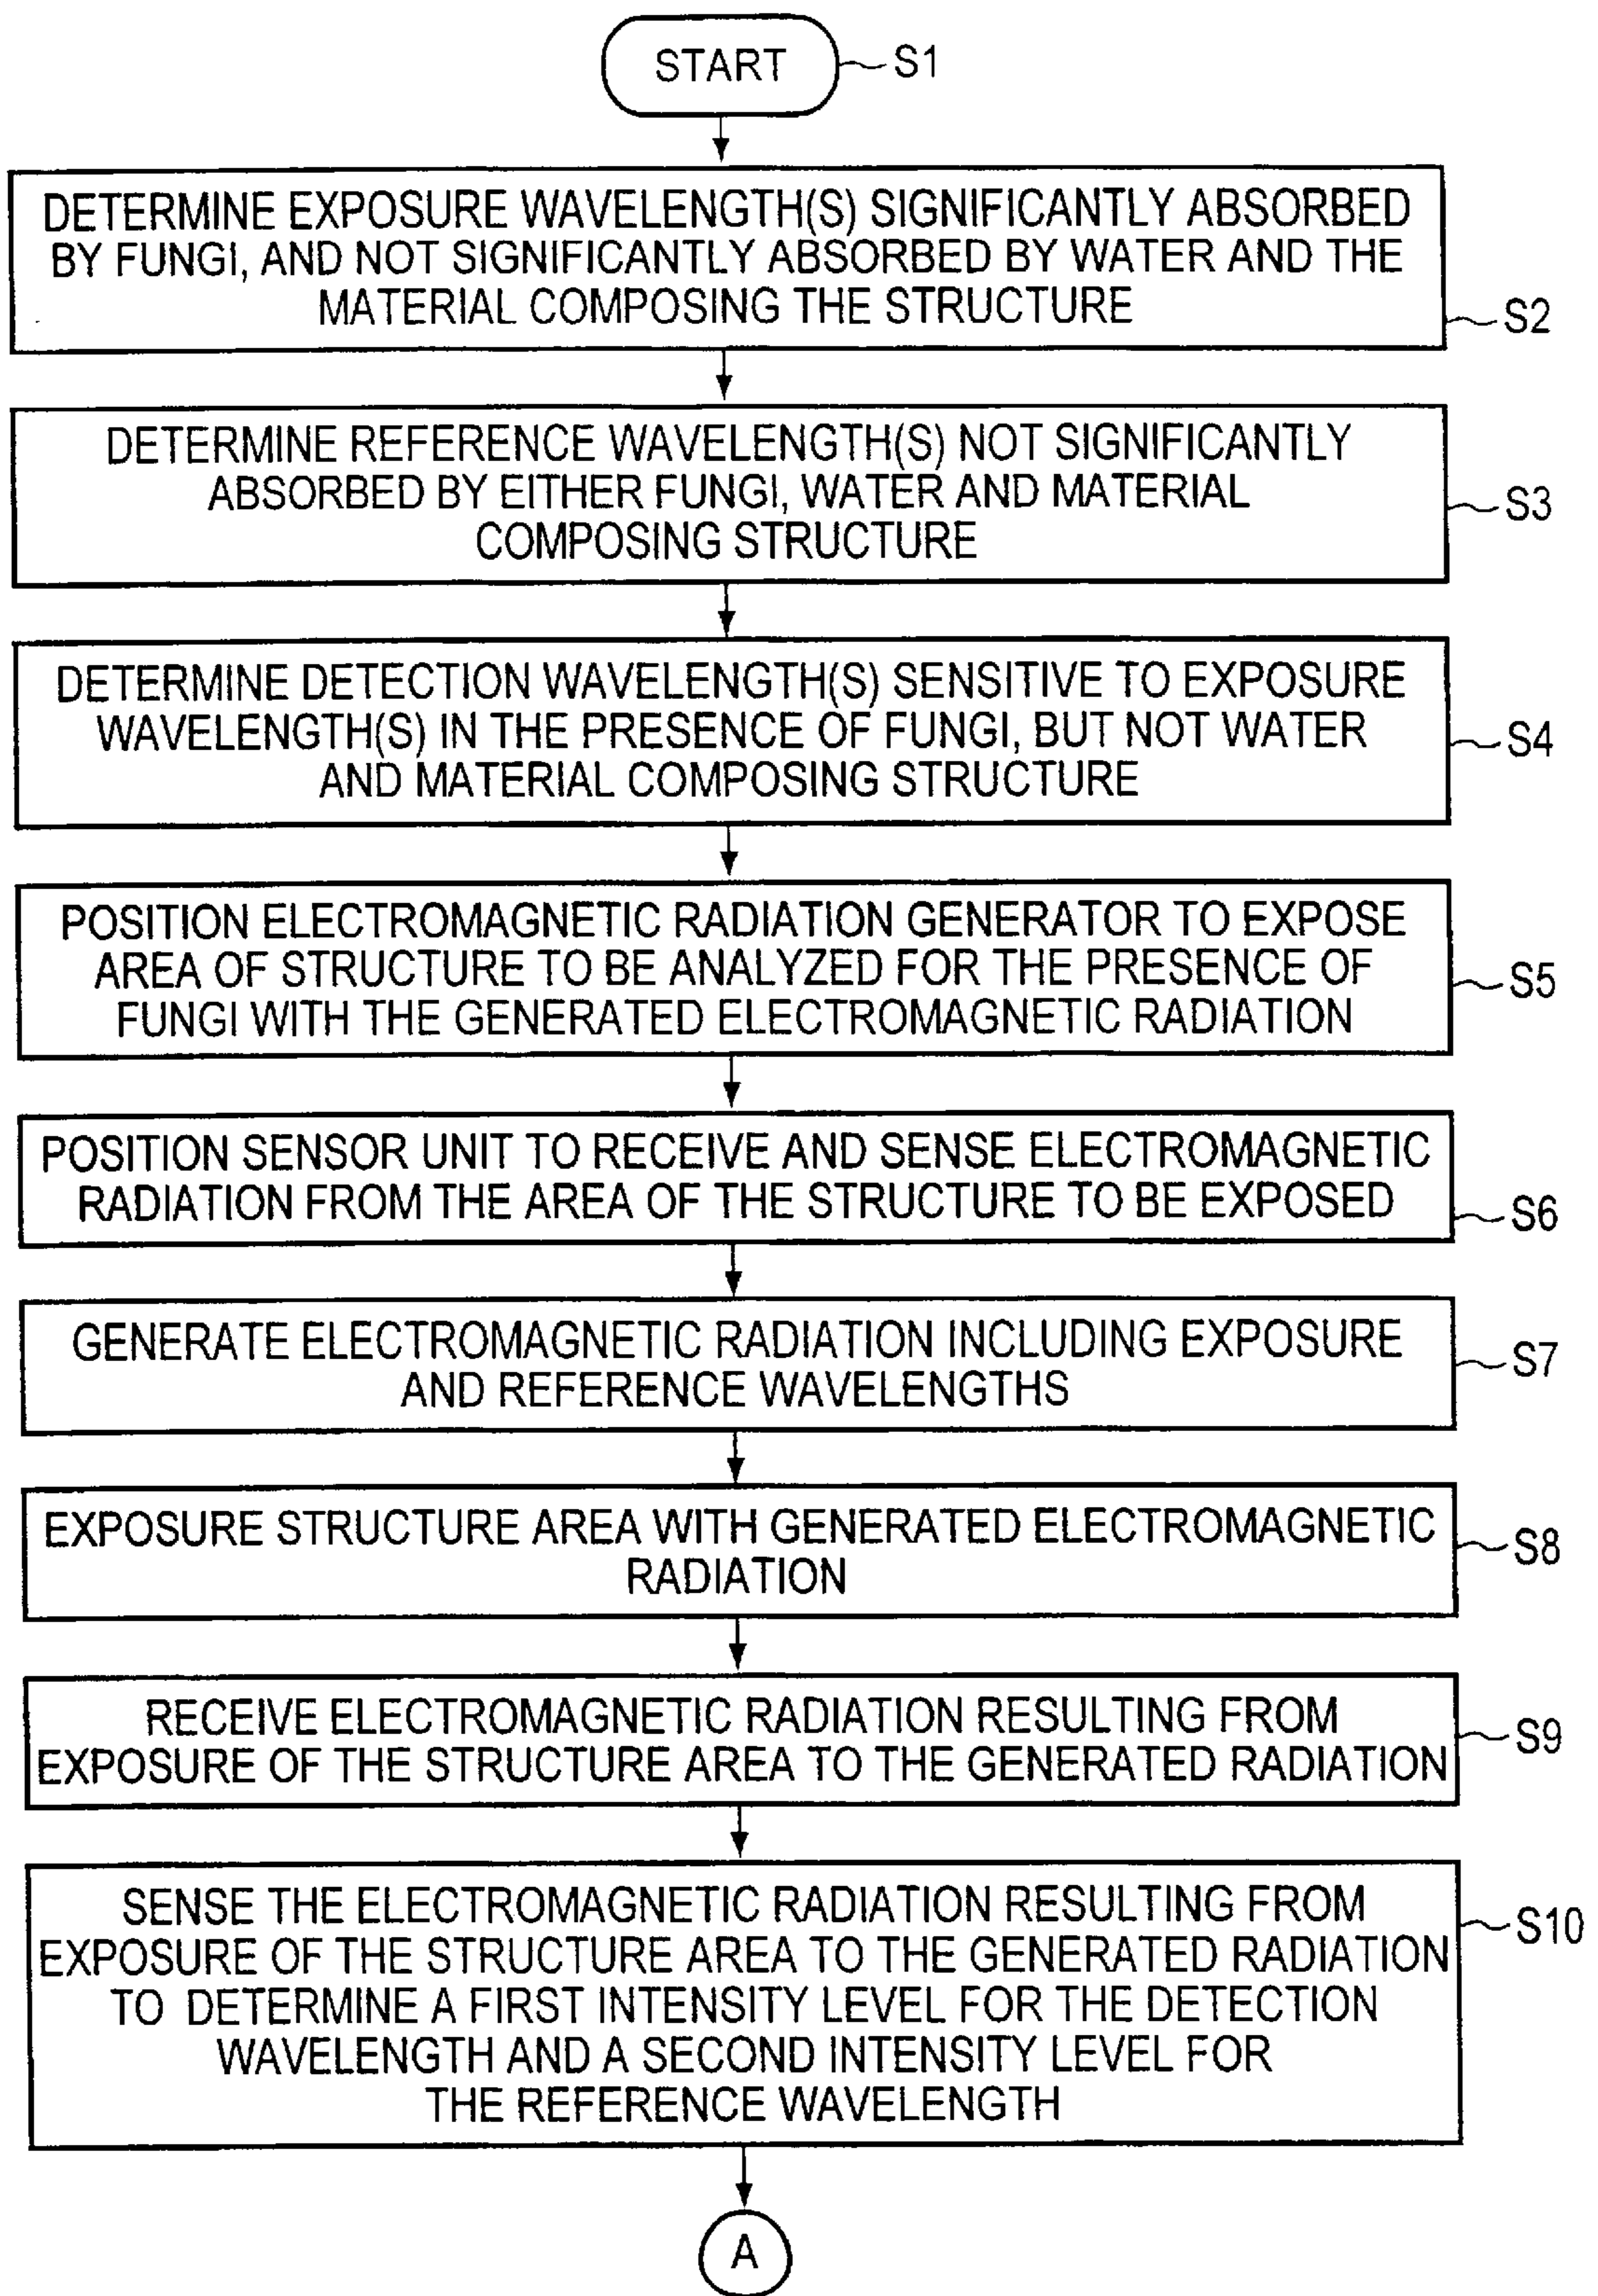 START
S1
DETERMINE EXPOSURE WAVELENGTH(S) SIGNIFICANTLY ABSORBED
BY FUNGI, AND NOT SIGNIFICANTLY ABSORBED BY WATER AND THE
MATERIAL COMPOSING THE STRUCTURE
S2
DETERMINE REFERENCE WAVELENGTH(S) NOT SIGNIFICANTLY
ABSORBED BY EITHER FUNGI, WATER AND MATERIAL
COMPOSING STRUCTURE
S3
DETERMINE DETECTION WAVELENGTH(S) SENSITIVE TO EXPOSURE
WAVELENGTH(S) IN THE PRESENCE OF FUNGI, BUT NOT WATER
AND MATERIAL COMPOSING STRUCTURE
S4
POSITION ELECTROMAGNETIC RADIATION GENERATOR TO EXPOSE
AREA OF STRUCTURE TO BE ANALYZED FOR THE PRESENCE OF
FUNGI WITH THE GENERATED ELECTROMAGNETIC RADIATION
S5
POSITION SENSOR UNIT TO RECEIVE AND SENSE ELECTROMAGNETIC
RADIATION FROM THE AREA OF THE STRUCTURE TO BE EXPOSED
S6
GENERATE ELECTROMAGNETIC RADIATION INCLUDING EXPOSURE
AND REFERENCE WAVELENGTHS
S7
EXPOSURE STRUCTURE AREA WITH GENERATED ELECTROMAGNETIC
RADIATION
S8
RECEIVE ELECTROMAGNETIC RADIATION RESULTING FROM
EXPOSURE OF THE STRUCTURE AREA TO THE GENERATED RADIATION
S9
SENSE THE ELECTROMAGNETIC RADIATION RESULTING FROM
EXPOSURE OF THE STRUCTURE AREA TO THE GENERATED RADIATION
TO DETERMINE A FIRST INTENSITY LEVEL FOR THE DETECTION
WAVELENGTH AND A SECOND INTENSITY LEVEL FOR
THE REFERENCE WAVELENGTH
S10
A